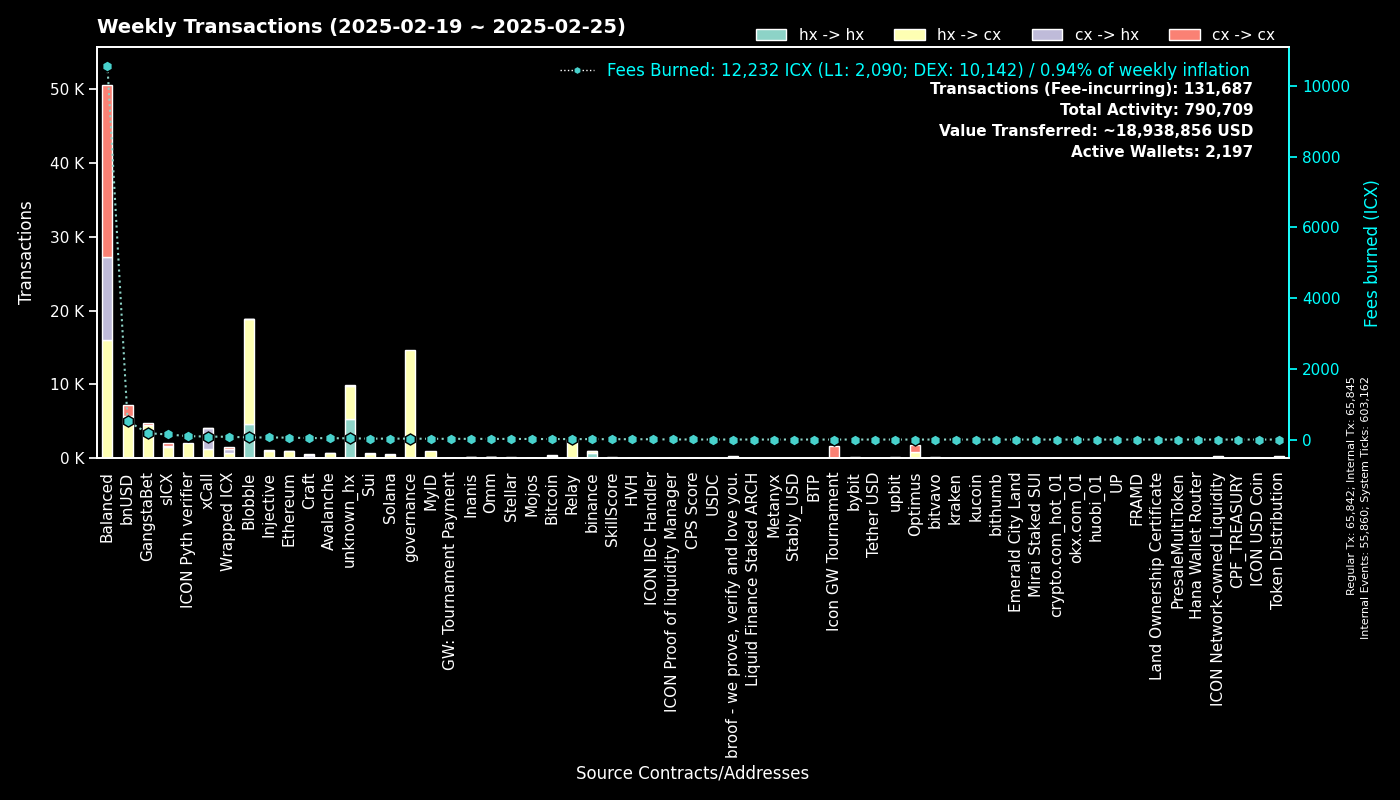 Weekly Transactions (2025-02-19 ~ 2025-02-25)
hx -> hx
hx -> cx
cx -> hx
cx -> cx
Fees Burned: 12,232 ICX (L1: 2,090; DEX: 10,142) / 0.94% of weekly inflation
Transactions (Fee-incurring): 131,687
Total Activity: 790,709
Value Transferred: ~18,938,856 USD
Active Wallets: 2,197
Transactions
50 K
40 K
30 K
20 K
10 K
0 K
10000
8000
6000
4000
2000
0
Fees burned (ICX)
Regular Tx: 65,842; Internal Tx: 65,845
Internal Events: 55,860; System Ticks: 603,162
Balanced
bnUSD
GangstaBet
sICX
ICON Pyth verifier
xCall
Wrapped ICX
Blobble
Injective
Ethereum
Craft
Avalanche
unknown_hx
Sui
Solana
governance
MyID
GW: Tournament Payment
Inanis
Omm
Stellar
Mojos
Bitcoin
Relay
binance
SkillScore
HVH
ICON IBC Handler
ICON Proof of liquidity Manager
CPS Score
USDC
broof - we prove, verify and love you.
Liquid Finance Staked ARCH
Metanyx
Stably_USD
BTP
Icon GW Tournament
bybit
Tether USD
upbit
Optimus
bitvavo
kraken
kucoin
bithumb
Emerald City Land
Mirai Staked SUI
crypto.com_hot_01
okx.com_01
huobi_01
UP
FRAMD
Land Ownership Certificate
PresaleMultiToken
Hana Wallet Router
ICON Network-owned Liquidity
CPF_TREASURY
ICON USD Coin
Token Distribution
Source Contracts/Addresses